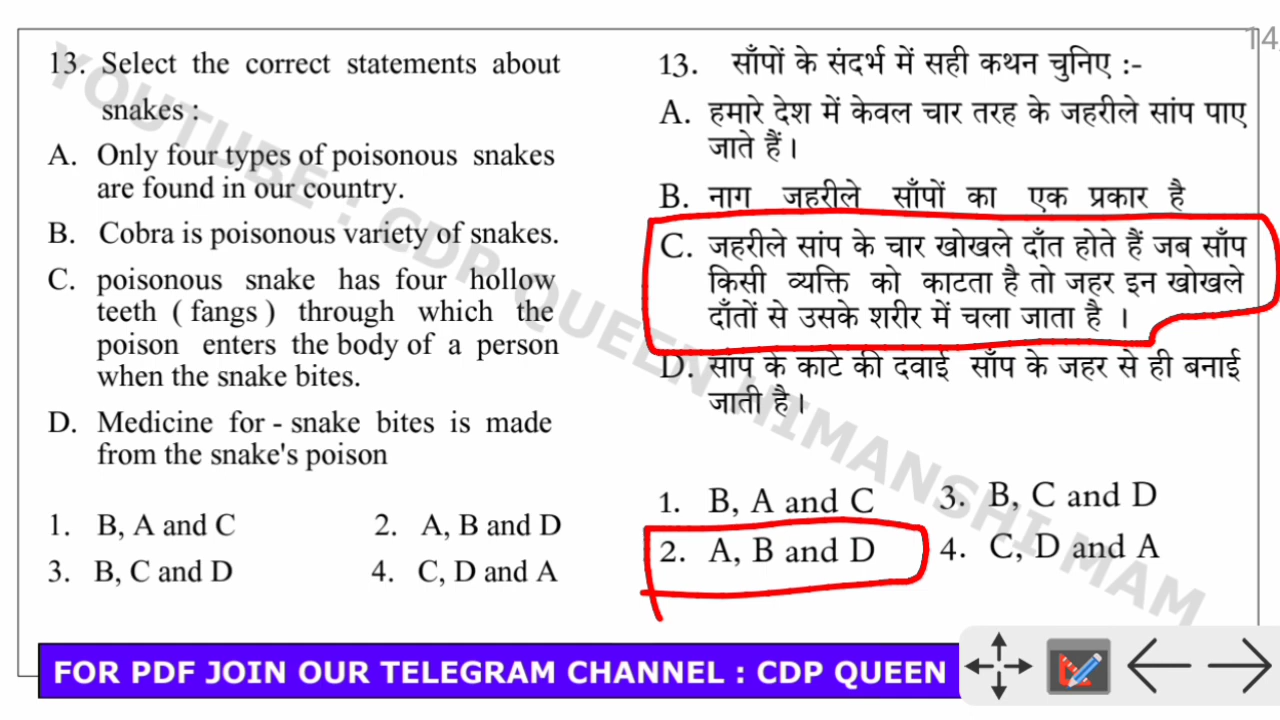 14
13. Select the correct statements about
snakes :
A. Only four types of poisonous snakes
are found in our country.
B. Cobra is poisonous variety of snakes.
C. poisonous snake has four hollow
teeth ( fangs ) through which the
poison enters the body of a person
when the snake bites.
D. Medicine for - snake bites is made
from the snake's poison
1. B, A and C 2. A, B and D
3. B, C and D 4. C, D and A
13. साँपों के संदर्भ में सही कथन चुनिए :-
A. हमारे देश में केवल चार तरह के जहरीले सांप पाए
जाते हैं।
B. नाग जहरीले साँपों का एक प्रकार है
C. जहरीले सांप के चार खोखले दाँत होते हैं जब साँप
किसी व्यक्ति को काटता है तो जहर इन खोखले
दाँतों से उसके शरीर में चला जाता है ।
D. साँप के काटे की दवाई साँप के जहर से ही बनाई
जाती है।
1. B, A and C 3. B, C and D
2. A, B and D 4. C, D and A
YOUTUBE : CDP QUEEN HIMANSHI MAM
FOR PDF JOIN OUR TELEGRAM CHANNEL : CDP QUEEN